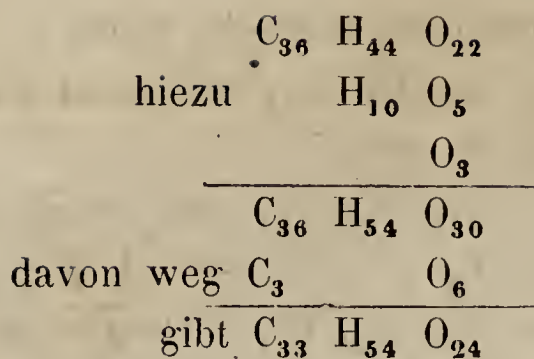 C₃₆ H₄₄ O₂₂
hiezu H₁₀ O₅
O₃
C₃₆ H₅₄ O₃₀
davon weg C₃ O₆
gibt C₃₃ H₅₄ O₂₄